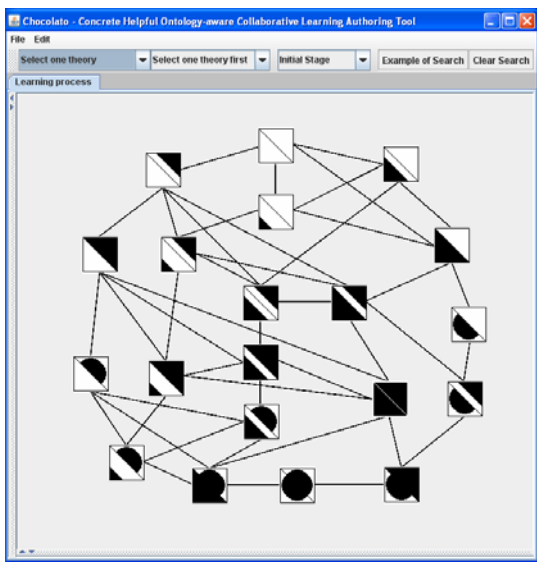 Chocolato - Concrete Helpful Ontology-aware Collaborative Learning Authoring Tool
File Edit
Select one theory Select one theory first Initial Stage Example of Search Clear Search
Learning process